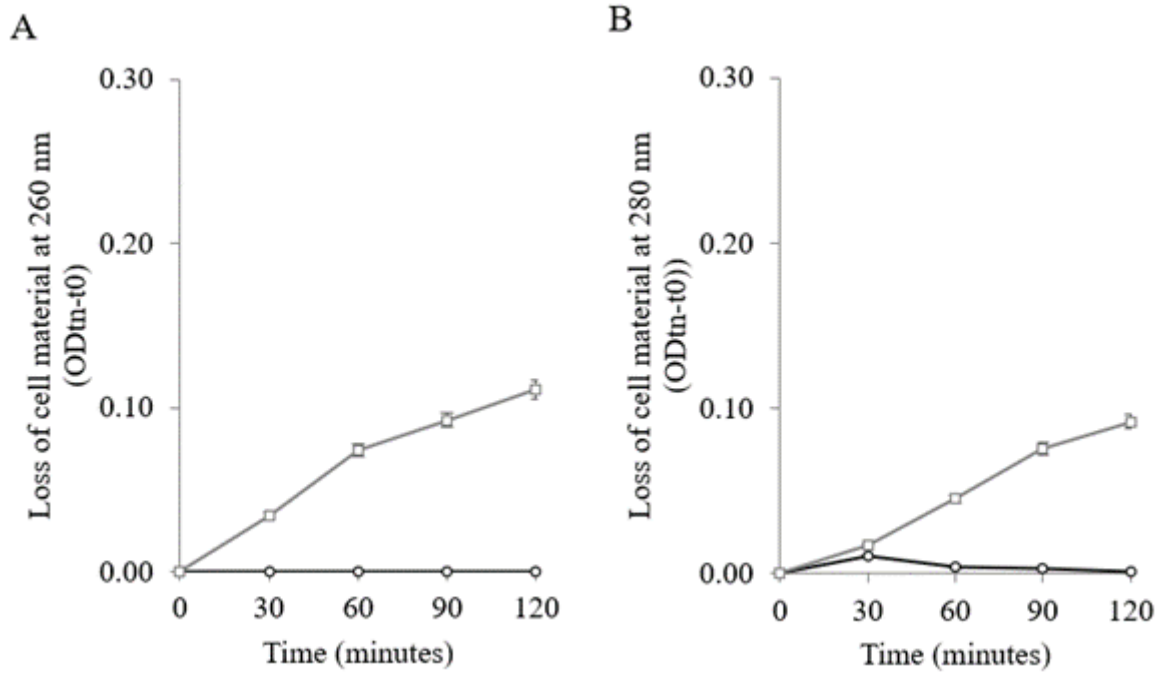 A
0.30
0.20
0.10
0.00
0 30 60 90 120
Time (minutes)
Loss of cell material at 260 nm
(ODtn-t0)
B
0.30
0.20
0.10
0.00
0 30 60 90 120
Time (minutes)
Loss of cell material at 280 nm
(ODtn-t0))